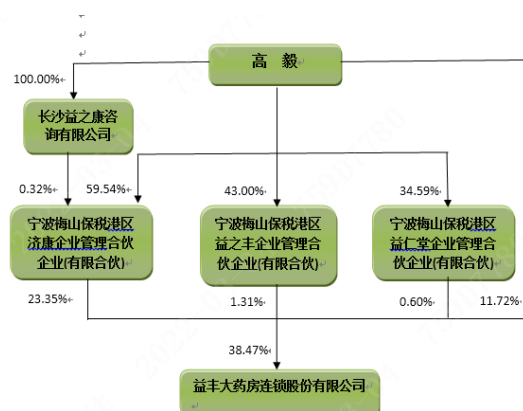 高　毅
100.00%
长沙益之康咨
询有限公司
0.32%
59.54%
43.00%
34.59%
宁波梅山保税港区
济康企业管理合伙
企业(有限合伙)
宁波梅山保税港区
益之丰企业管理合
伙企业(有限合伙)
宁波梅山保税港区
益仁堂企业管理合
伙企业(有限合伙)
23.35%
1.31%
0.60%
11.72%
38.47%
益丰大药房连锁股份有限公司